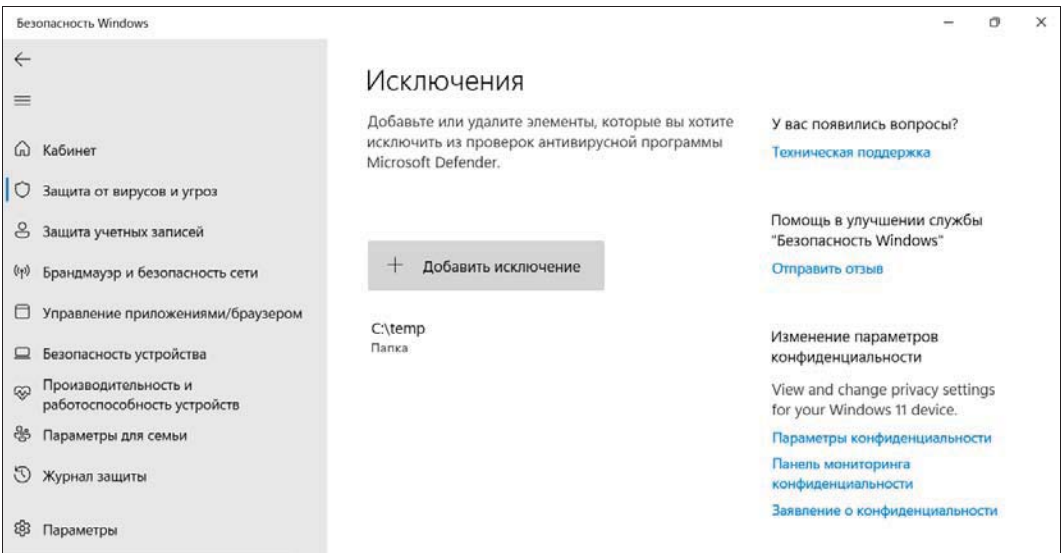 Безопасность Windows
Кабинет
Защита от вирусов и угроз
Защита учетных записей
Брандмауэр и безопасность сети
Управление приложениями/браузером
Безопасность устройства
Производительность и
работоспособность устройств
Параметры для семьи
Журнал защиты
Параметры
Исключения
Добавьте или удалите элементы, которые вы хотите
исключить из проверок антивирусной программы
Microsoft Defender.
Добавить исключение
C:\temp
Папка
У вас появились вопросы?
Техническая поддержка
Помощь в улучшении службы
"Безопасность Windows"
Отправить отзыв
Изменение параметров
конфиденциальности
View and change privacy settings
for your Windows 11 device.
Параметры конфиденциальности
Панель мониторинга
конфиденциальности
Заявление о конфиденциальности